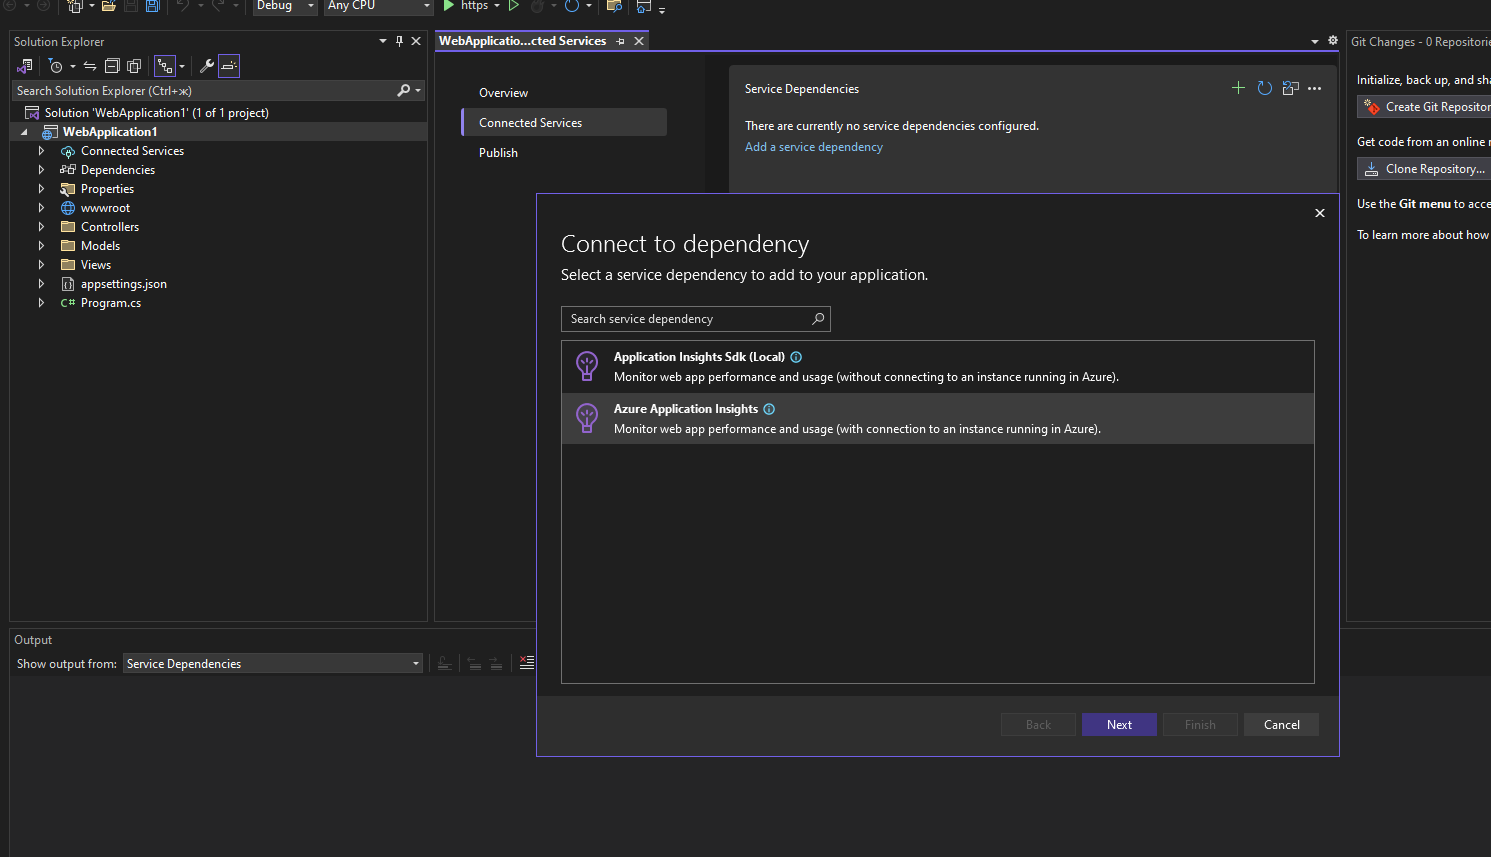 Debug
Any CPU
https
Solution Explorer
Search Solution Explorer (Ctrl+ж)
Solution 'WebApplication1' (1 of 1 project)
WebApplication1
Connected Services
Dependencies
Properties
wwwroot
Controllers
Models
Views
appsettings.json
C# Program.cs
WebApplicatio...cted Services
Overview
Connected Services
Publish
Service Dependencies
There are currently no service dependencies configured.
Add a service dependency
Connect to dependency
Select a service dependency to add to your application.
Search service dependency
Application Insights Sdk (Local)
Monitor web app performance and usage (without connecting to an instance running in Azure).
Azure Application Insights
Monitor web app performance and usage (with connection to an instance running in Azure).
Back
Next
Finish
Cancel
Git Changes - 0 Repositorie
Initialize, back up, and sha
Create Git Repositor
Get code from an online r
Clone Repository...
Use the Git menu to acce
To learn more about how
Output
Show output from: Service Dependencies